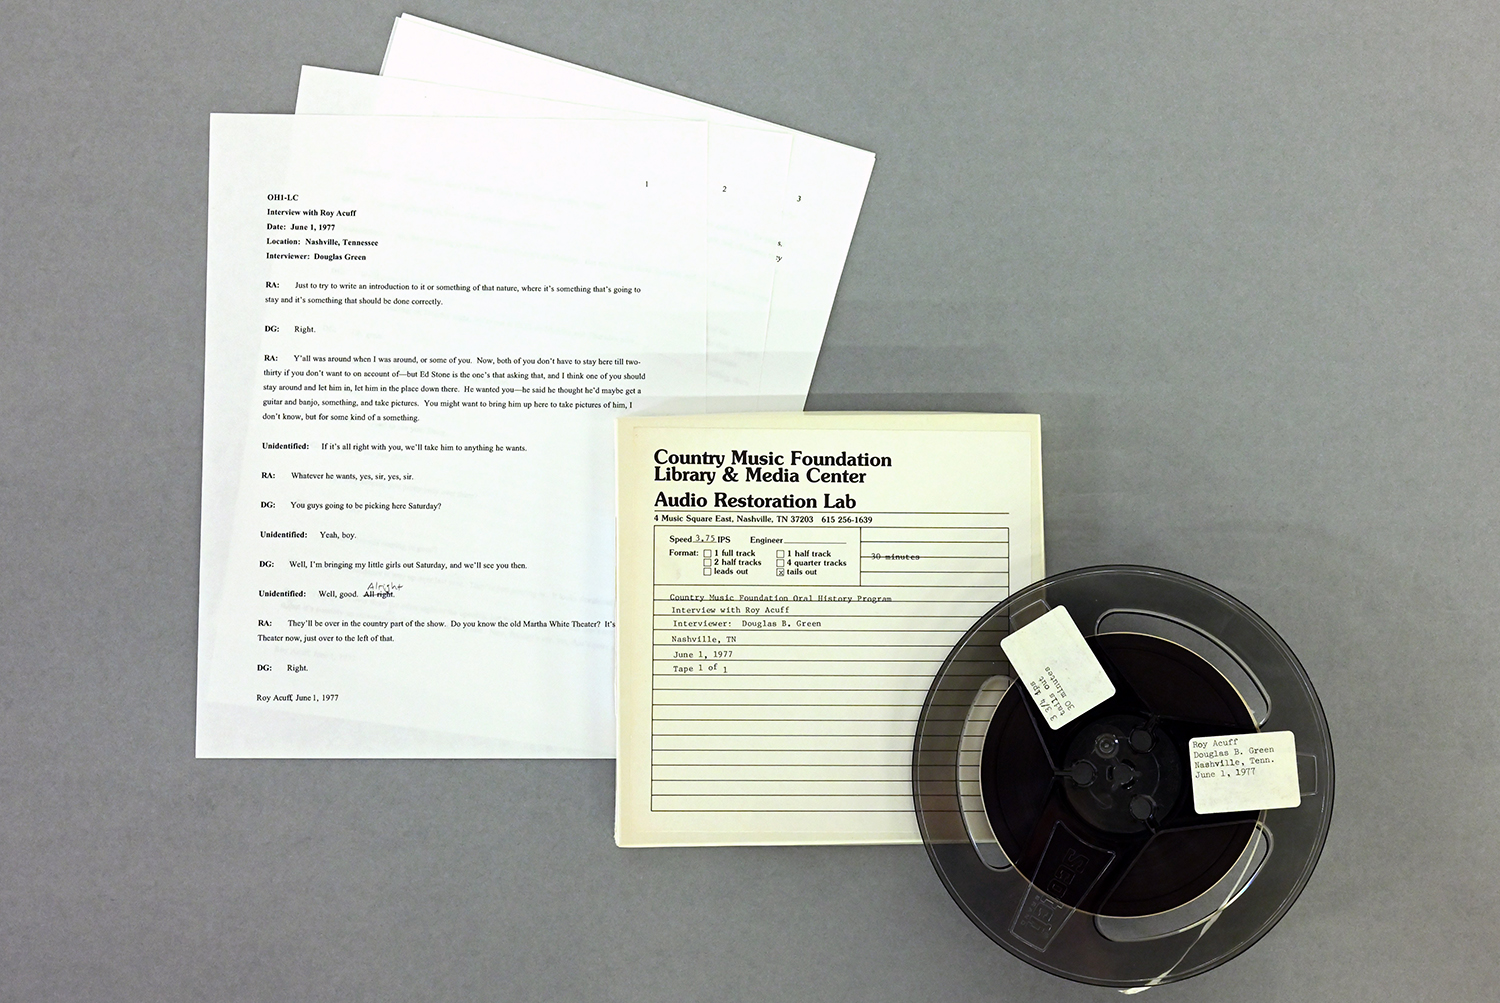 1
2
3
s.
zy
OH1-LC
Interview with Roy Acuff
Date: June 1, 1977
Location: Nashville, Tennessee
Interviewer: Douglas Green
RA: Just to try to write an introduction to it or something of that nature, where it's something that's going to
stay and it's something that should be done correctly.
DG: Right.
RA: Y'all was around when I was around, or some of you. Now, both of you don't have to stay here till two-
thirty if you don't want to on account of—but Ed Stone is the one's that asking that, and I think one of you should
stay around and let him in, let him in the place down there. He wanted you—he said he thought he'd maybe get a
guitar and banjo, something, and take pictures. You might want to bring him up here to take pictures of him, I
don't know, but for some kind of a something.
Unidentified: If it's all right with you, we'll take him to anything he wants.
RA: Whatever he wants, yes, sir, yes, sir.
DG: You guys going to be picking here Saturday?
Unidentified: Yeah, boy.
DG: Well, I'm bringing my little girls out Saturday, and we'll see you then.
Alright
Unidentified: Well, good. All right.
RA: They'll be over in the country part of the show. Do you know the old Martha White Theater? It's
Theater now, just over to the left of that.
DG: Right.
Roy Acuff, June 1, 1977
Country Music Foundation
Library & Media Center
Audio Restoration Lab
4 Music Square East, Nashville, TN 37203 615 256-1639
Speed 3.75 IPS Engineer
Format: 1 full track 1 half track
2 half tracks 4 quarter tracks
leads out x tails out
30 minutes
Country Music Foundation Oral History Program
Interview with Roy Acuff
Interviewer: Douglas B. Green
Nashville, TN
June 1, 1977
Tape 1 of 1
3 3/4 ips
tails out
30 minutes
Roy Acuff
Douglas B. Green
Nashville, Tenn.
June 1, 1977
Scotch